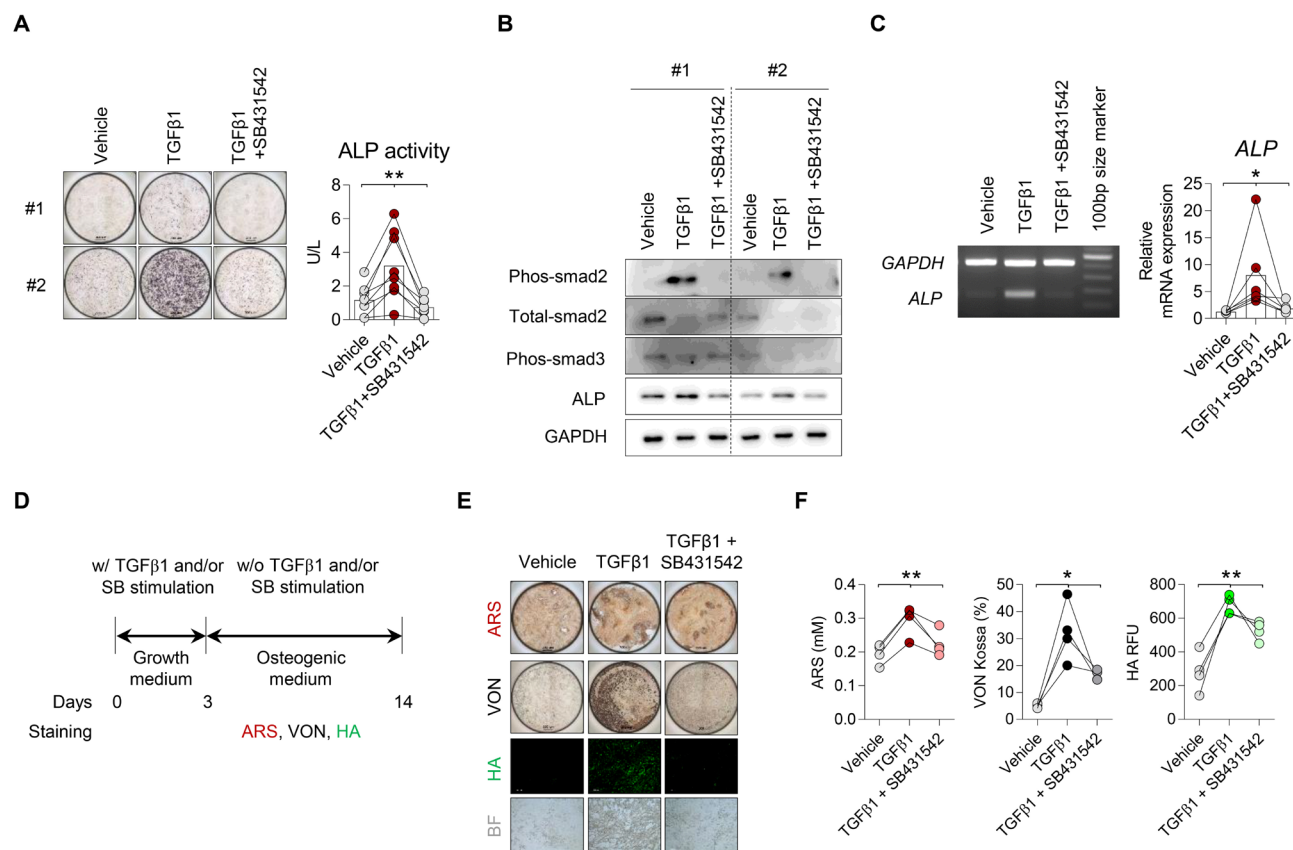 A
Vehicle
TGFβ1
TGFβ1
+SB431542
#1
#2
ALP activity
**
U/L
8
6
4
2
0
Vehicle
TGFβ1
TGFβ1+SB431542
B
#1
#2
Vehicle
TGFβ1
TGFβ1 +SB431542
Vehicle
TGFβ1
TGFβ1 +SB431542
Phos-smad2
Total-smad2
Phos-smad3
ALP
GAPDH
C
Vehicle
TGFβ1
TGFβ1 +SB431542
100bp size marker
GAPDH
ALP
ALP
*
Relative
mRNA expression
25
20
15
10
5
0
Vehicle
TGFβ1
TGFβ1+SB431542
D
w/ TGFβ1 and/or
SB stimulation
w/o TGFβ1 and/or
SB stimulation
Growth
medium
Osteogenic
medium
Days 0 3 14
Staining ARS, VON, HA
E
Vehicle
TGFβ1
TGFβ1 +
SB431542
ARS
VON
HA
BF
F
**
ARS (mM)
0.4
0.3
0.2
0.1
0.0
Vehicle
TGFβ1
TGFβ1 + SB431542
*
VON Kossa (%)
50
40
30
20
10
0
Vehicle
TGFβ1
TGFβ1 + SB431542
**
HA RFU
800
600
400
200
0
Vehicle
TGFβ1
TGFβ1 + SB431542